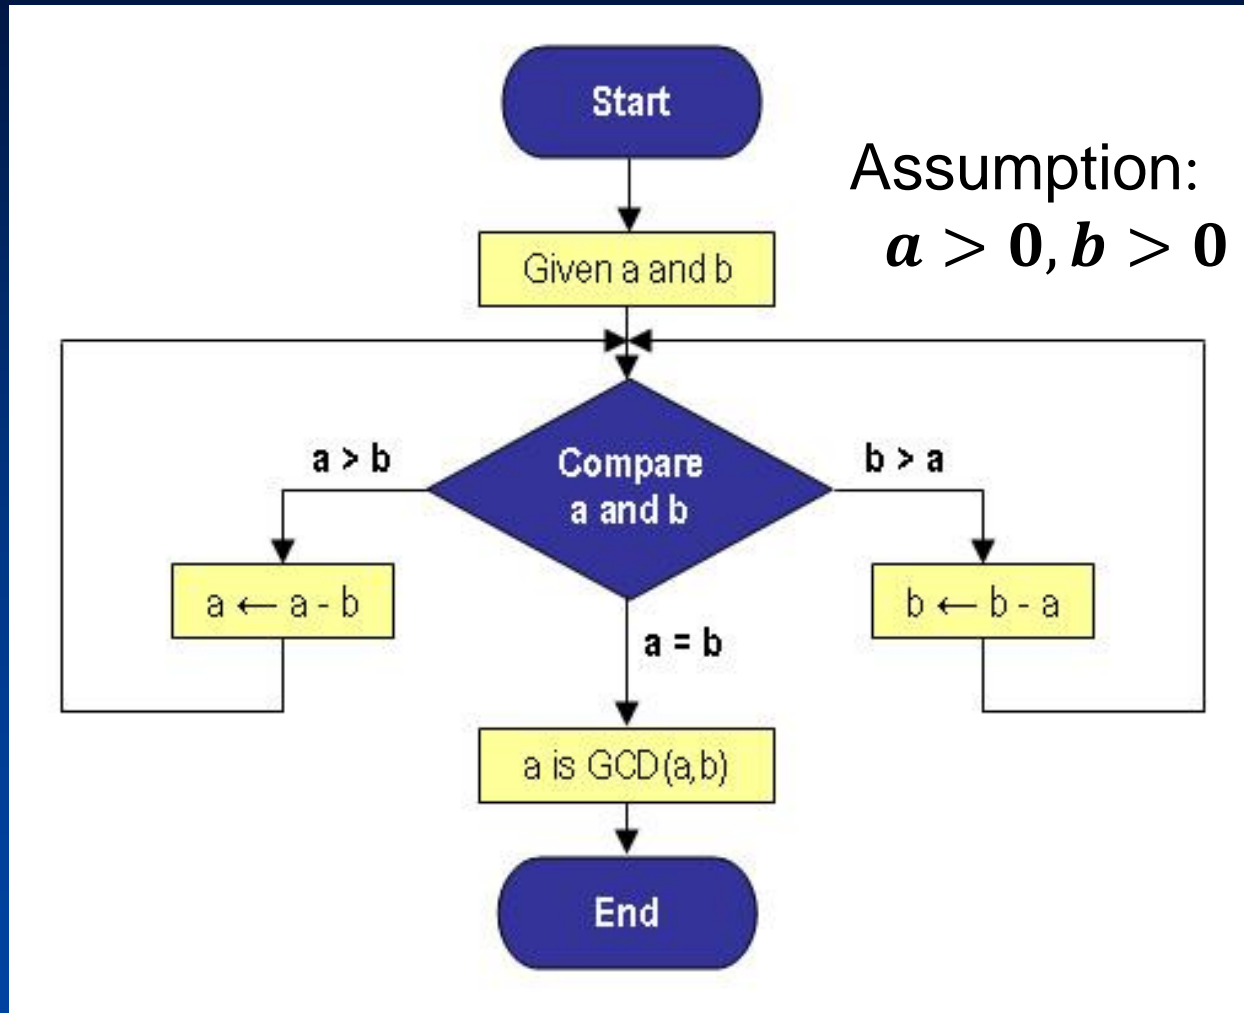 Start
Assumption:
a > 0, b > 0
Given a and b
a > b
Compare
a and b
b > a
a ← a - b
b ← b - a
a = b
a is GCD(a,b)
End